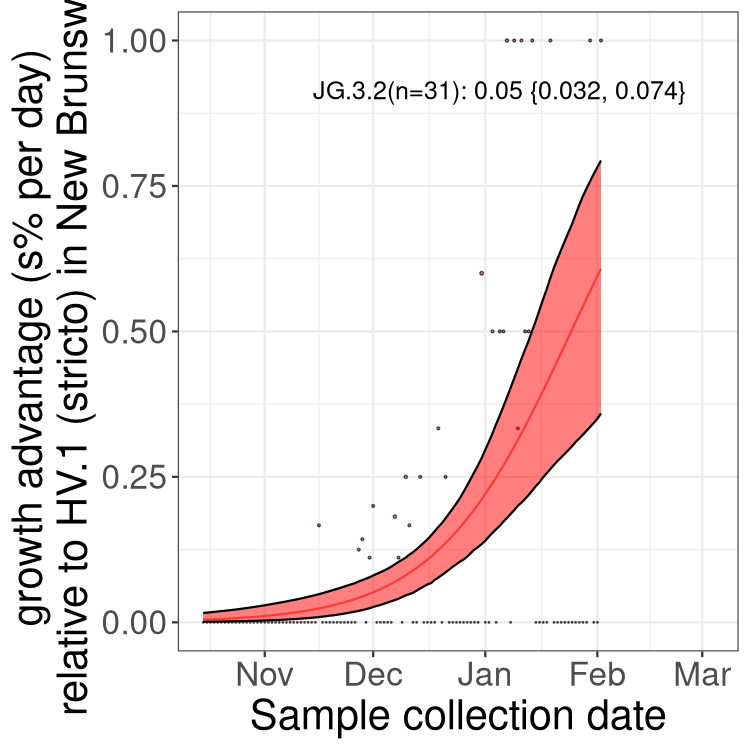 growth advantage (s% per day)
relative to HV.1 (stricto) in New Brunsw
1.00
0.75
0.50
0.25
0.00
JG.3.2(n=31): 0.05 {0.032, 0.074}
Nov Dec Jan Feb Mar
Sample collection date